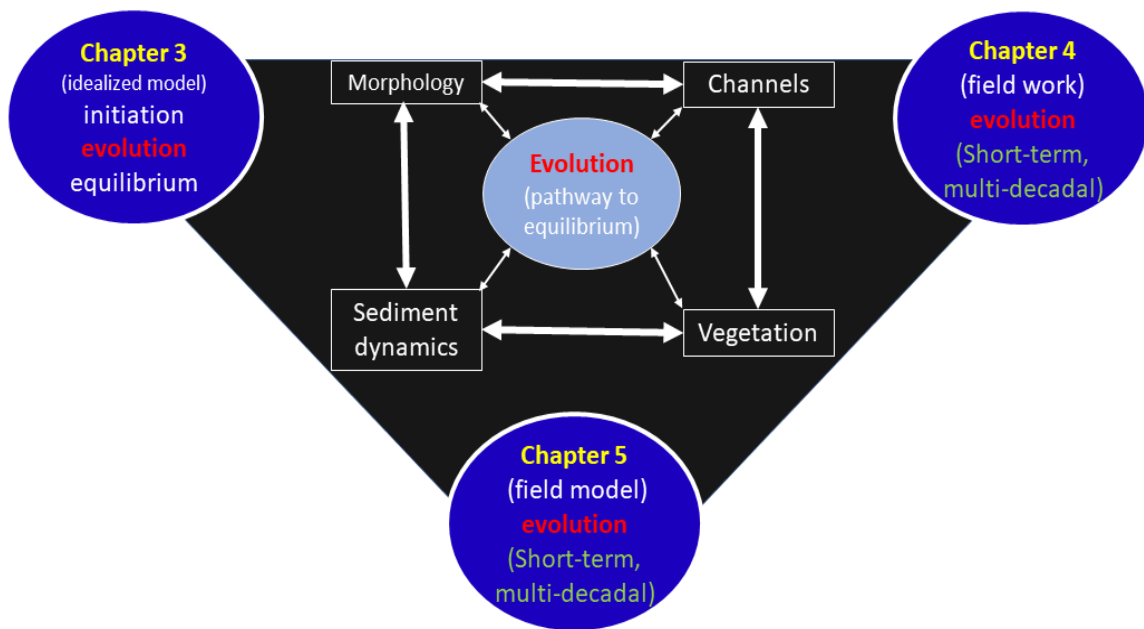 Chapter 3
(idealized model)
initiation
evolution
equilibrium
Morphology
Channels
Evolution
(pathway to
equilibrium)
Sediment
dynamics
Vegetation
Chapter 4
(field work)
evolution
(Short-term,
multi-decadal)
Chapter 5
(field model)
evolution
(Short-term,
multi-decadal)